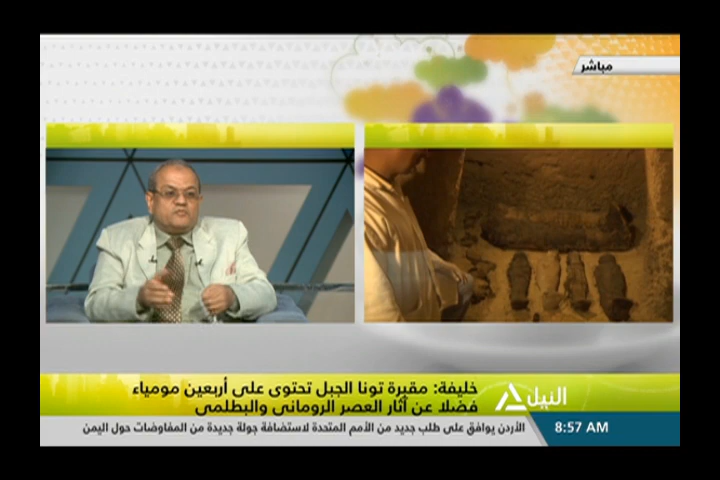 مباشر
خليفة: مقبرة تونا الجبل تحتوى على أربعين مومياء
فضلا عن آثار العصر الرومانى والبطلمى
النيل
الأردن يوافق على طلب جديد من الأمم المتحدة لاستضافة جولة جديدة من المفاوضات حول اليمن
8:57 AM